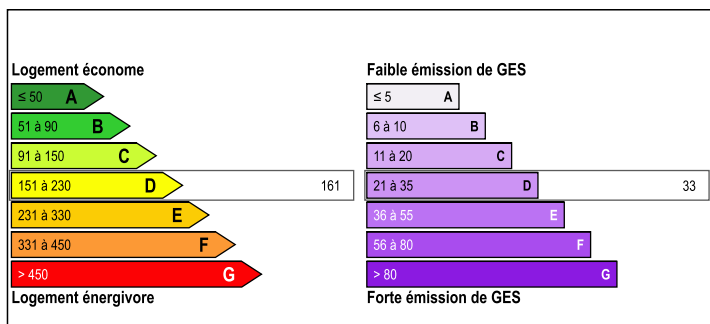 Logement économe
≤ 50 A
51 à 90 B
91 à 150 C
151 à 230 D 161
231 à 330 E
331 à 450 F
> 450 G
Logement énergivore
Faible émission de GES
≤ 5 A
6 à 10 B
11 à 20 C
21 à 35 D 33
36 à 55 E
56 à 80 F
> 80 G
Forte émission de GES